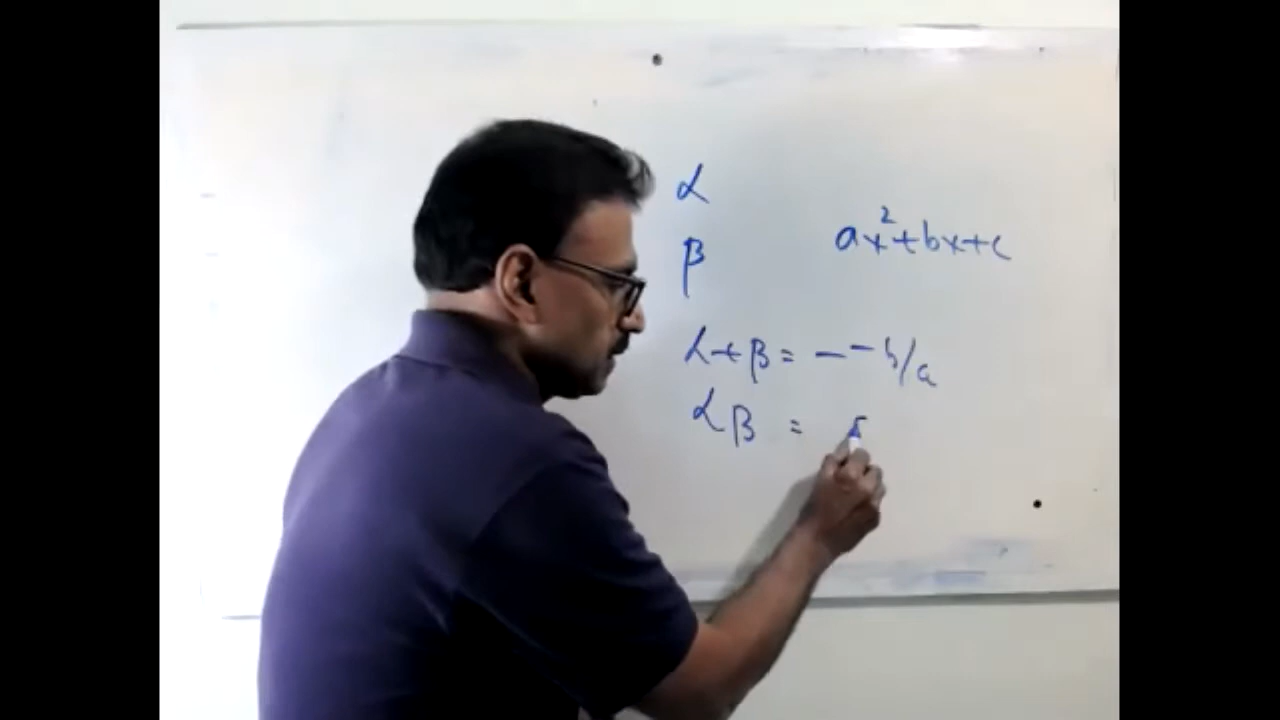 α
β
ax²+bx+c
α+β = – –b/a
αβ =